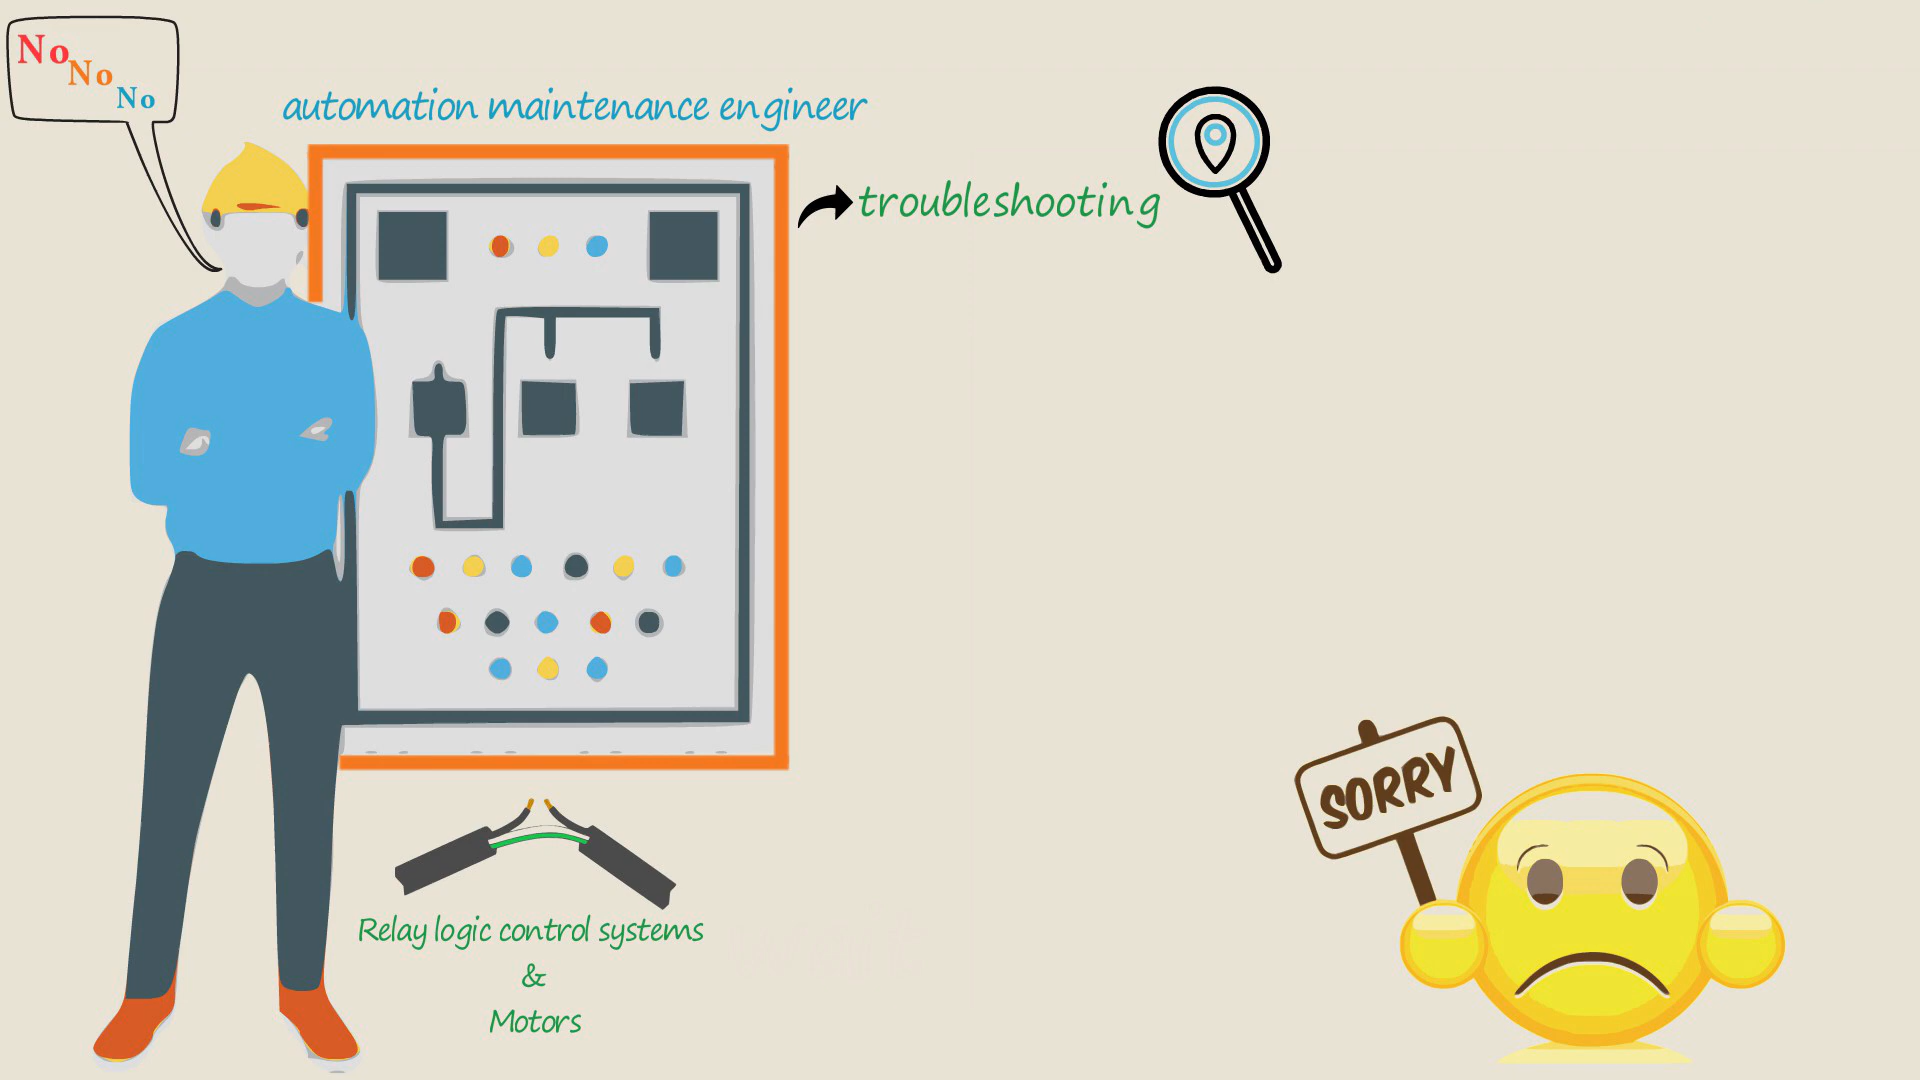 No
No
No
automation maintenance engineer
troubleshooting
SORRY
Relay logic control systems
&
Motors